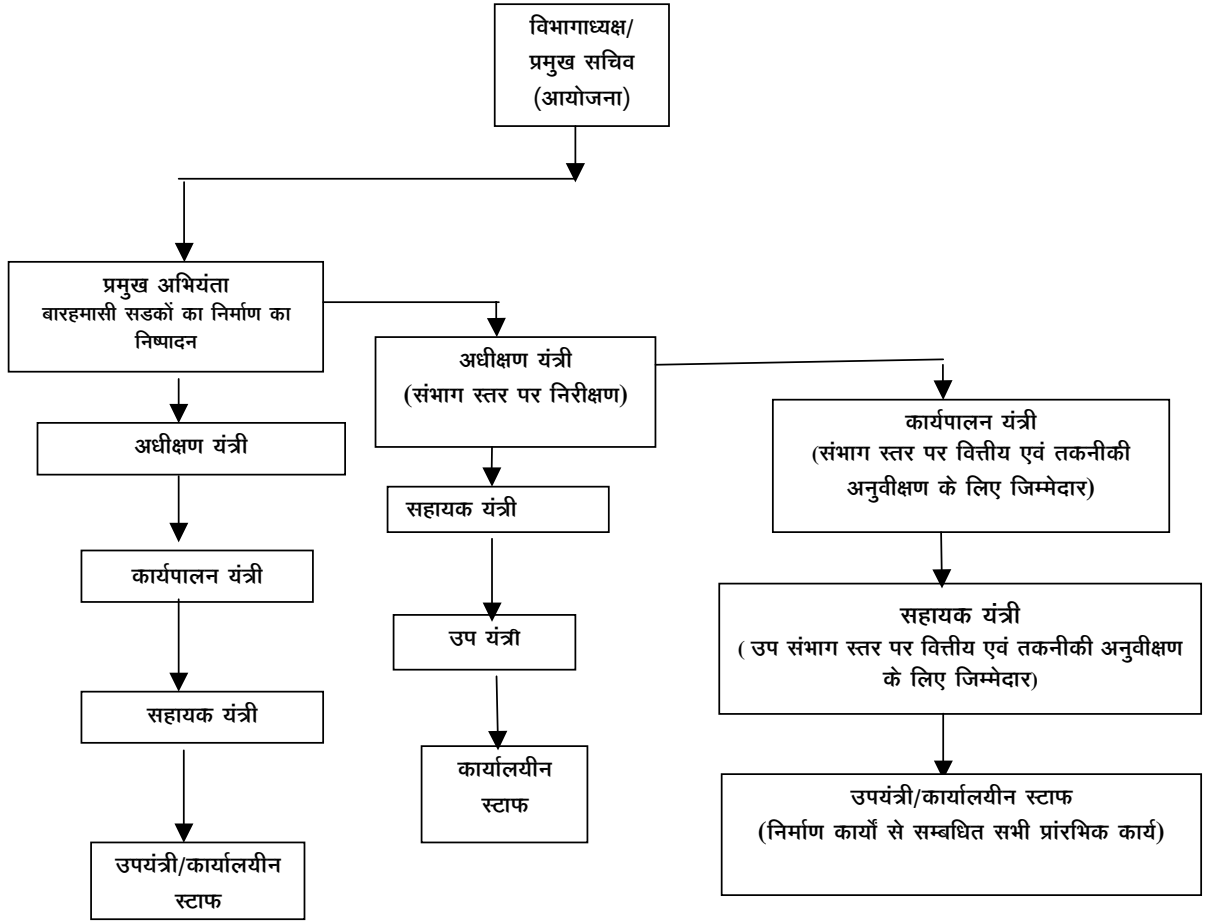 विभागाध्यक्ष/
प्रमुख सचिव
(आयोजना)
प्रमुख अभियंता
बारहमासी सडकों का निर्माण का
निष्पादन
अधीक्षण यंत्री
कार्यपालन यंत्री
सहायक यंत्री
उपयंत्री/कार्यालयीन
स्टाफ
अधीक्षण यंत्री
(संभाग स्तर पर निरीक्षण)
सहायक यंत्री
उप यंत्री
कार्यालयीन
स्टाफ
कार्यपालन यंत्री
(संभाग स्तर पर वित्तीय एवं तकनीकी
अनुवीक्षण के लिए जिम्मेदार)
सहायक यंत्री
( उप संभाग स्तर पर वित्तीय एवं तकनीकी अनुवीक्षण
के लिए जिम्मेदार)
उपयंत्री/कार्यालयीन स्टाफ
(निर्माण कार्यों से सम्बधित सभी प्रांरभिक कार्य)